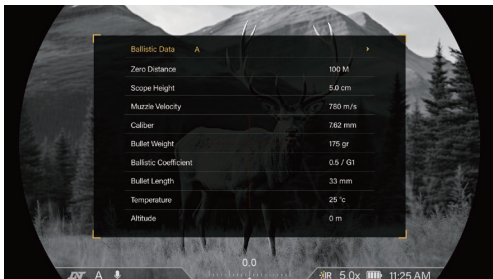 Ballistic Data A >
Zero Distance 100 M
Scope Height 5.0 cm
Muzzle Velocity 780 m/s
Caliber 7.62 mm
Bullet Weight 175 gr
Ballistic Coefficient 0.5 / G1
Bullet Length 33 mm
Temperature 25 °c
Altitude 0 m
0.0
A IR 5.0x 11:25 AM